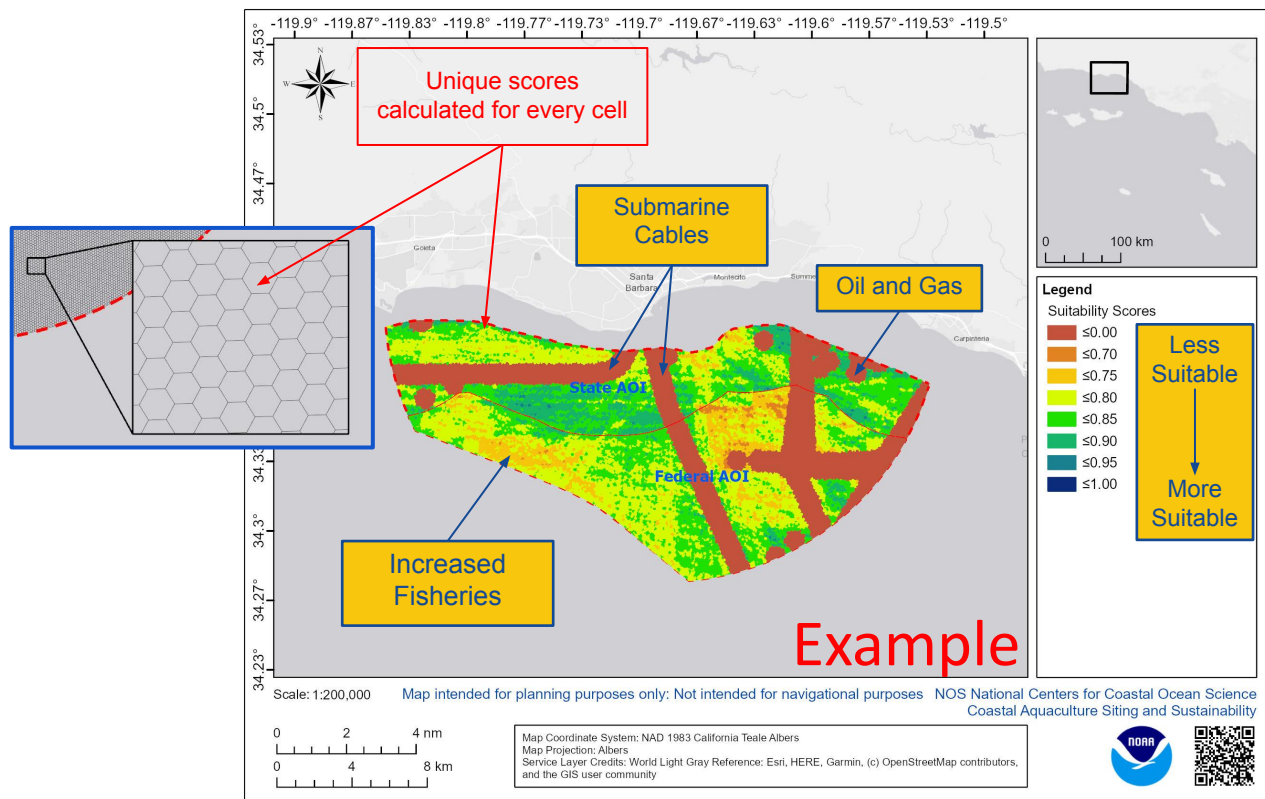 -119.9° -119.87° -119.83° -119.8° -119.77° -119.73° -119.7° -119.63° -119.6° -119.57° -119.53° -119.5°
34.53°
34.5°
34.47°
34.33°
34.3°
34.27°
34.23°
N
W E
S
Unique scores
calculated for every cell
Submarine
Cables
Oil and Gas
Goleta
Santa
Barbara
Montecito
Summe
Carpinteria
State AOI
Federal AOI
Increased
Fisheries
Example
0 100 km
Legend
Suitability Scores
≤0.00
≤0.70
≤0.75
≤0.80
≤0.85
≤0.90
≤0.95
≤1.00
Less
Suitable
More
Suitable
Scale: 1:200,000
Map intended for planning purposes only: Not intended for navigational purposes
NOS National Centers for Coastal Ocean Science
Coastal Aquaculture Siting and Sustainability
0 2 4 nm
0 4 8 km
Map Coordinate System: NAD 1983 California Teale Albers
Map Projection: Albers
Service Layer Credits: World Light Gray Reference: Esri, HERE, Garmin, (c) OpenStreetMap contributors,
and the GIS user community
NOAA